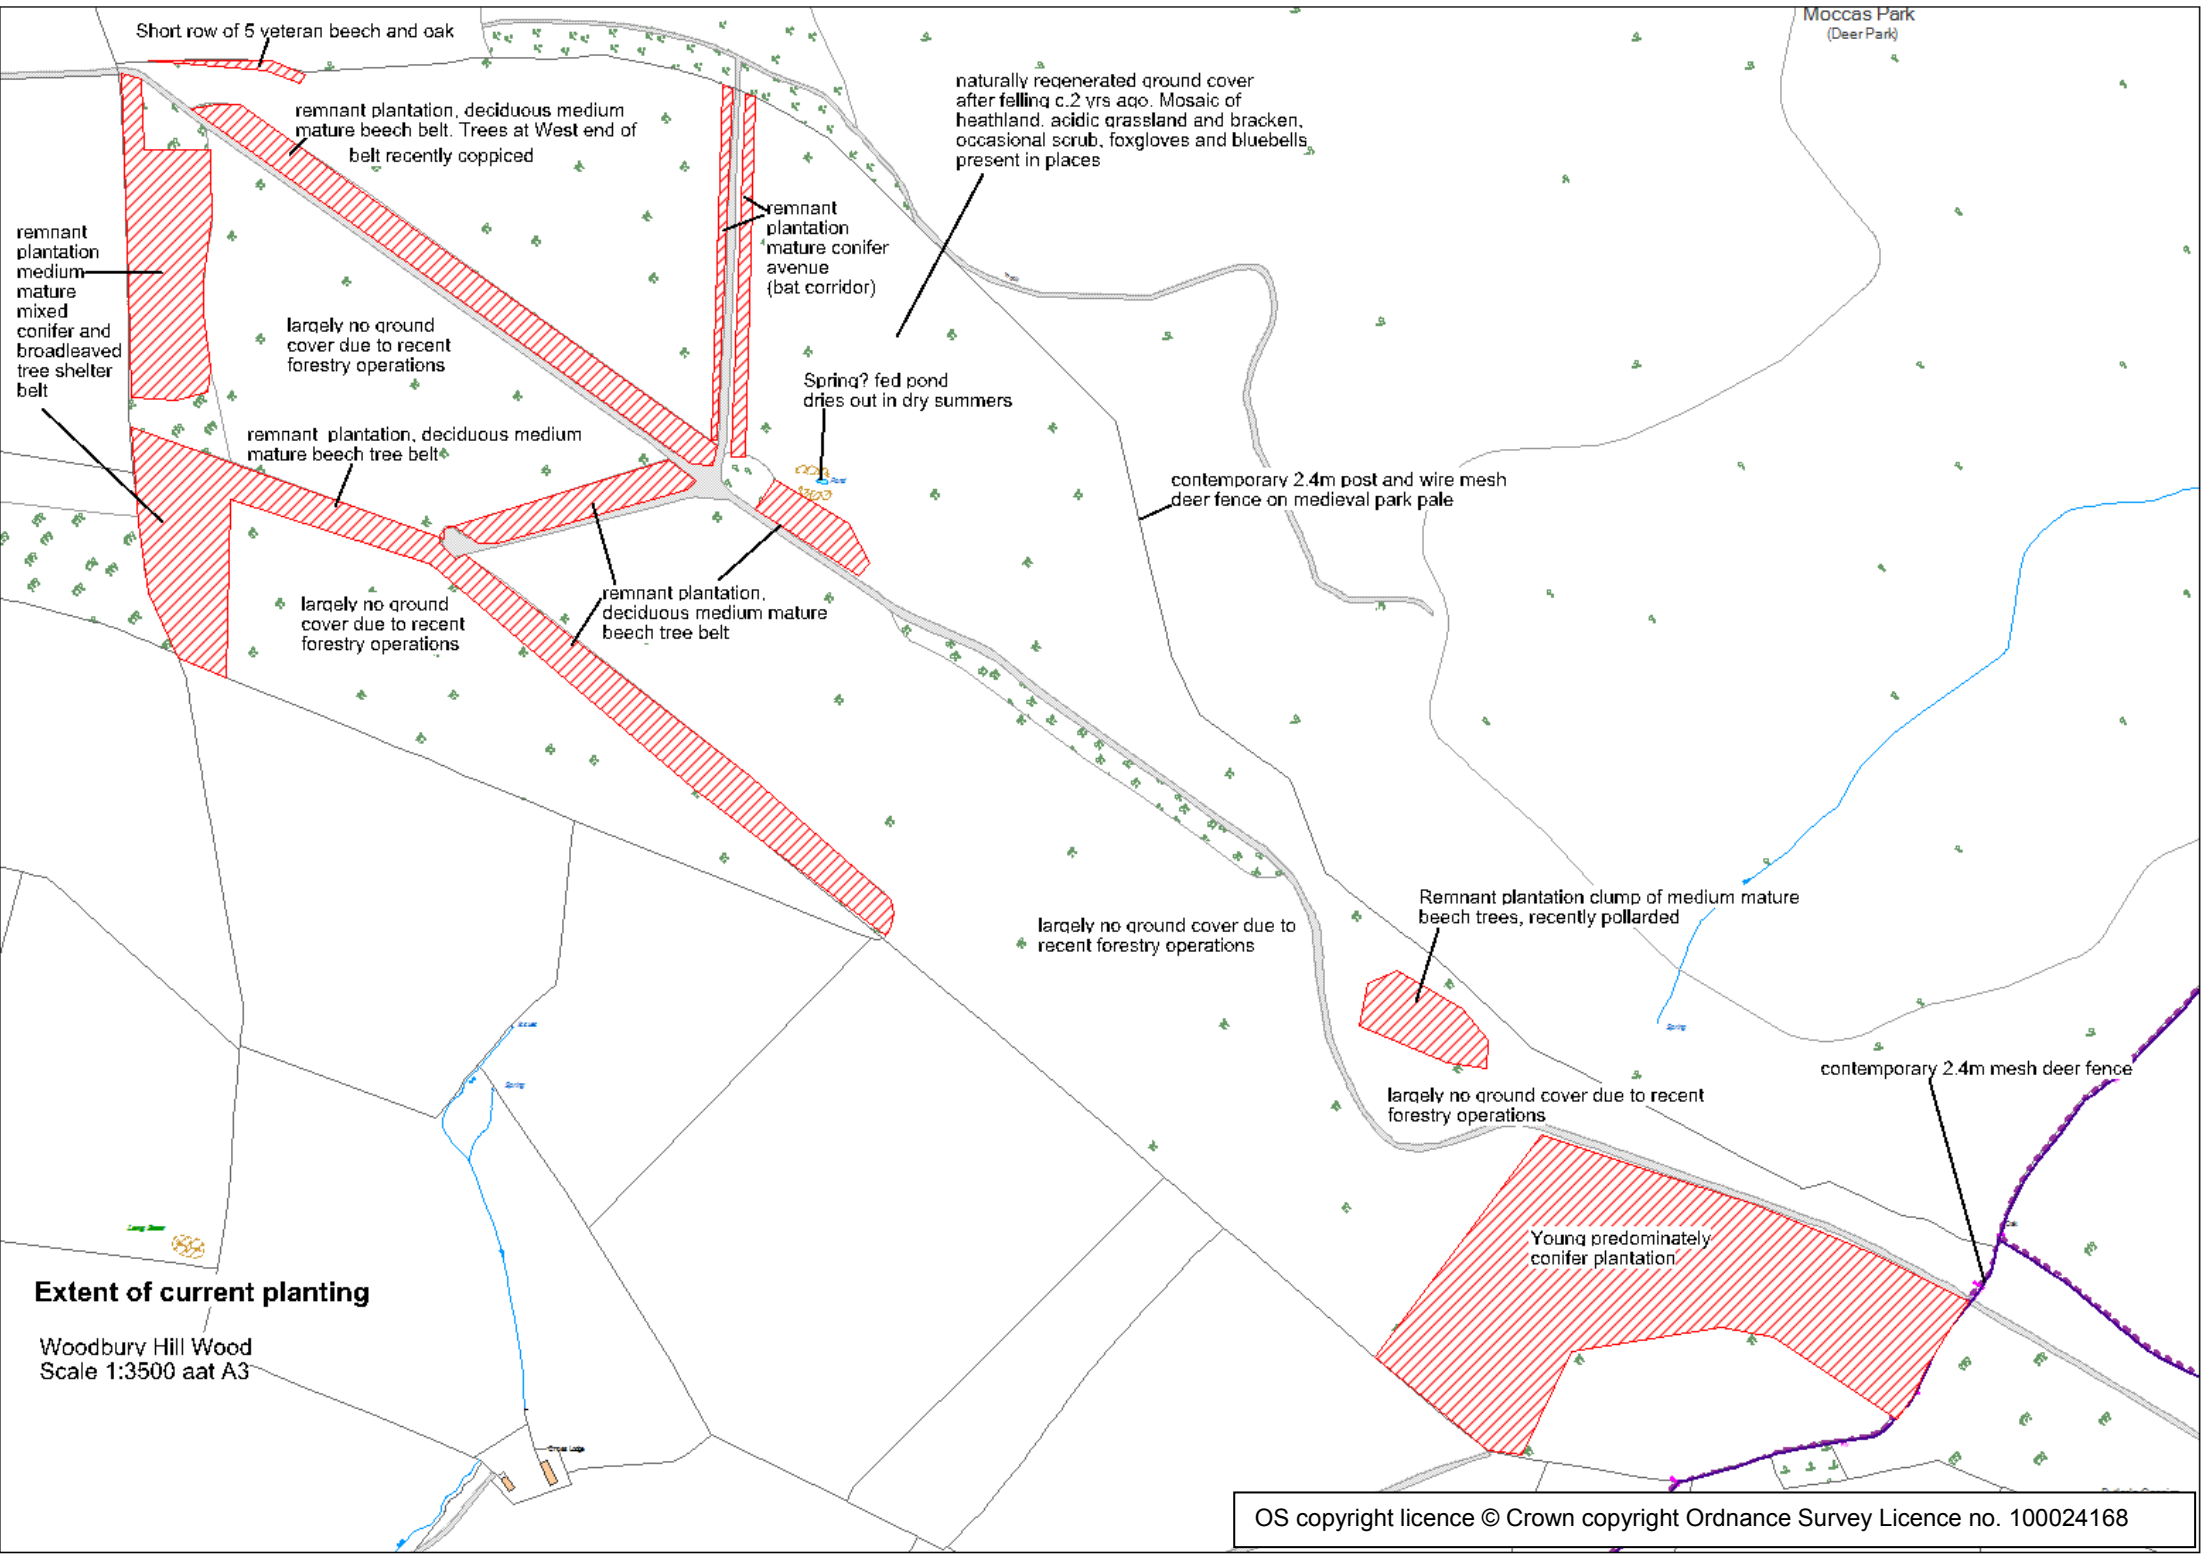 Moccas Park
(Deer Park)
Short row of 5 veteran beech and oak
remnant plantation, deciduous medium
mature beech belt. Trees at West end of
belt recently coppiced
naturally regenerated ground cover
after felling c.2 yrs ago. Mosaic of
heathland. acidic grassland and bracken,
occasional scrub, foxgloves and bluebells
present in places
remnant
plantation
mature conifer
avenue
(bat corridor)
remnant
plantation
medium
mature
mixed
conifer and
broadleaved
tree shelter
belt
largely no ground
cover due to recent
forestry operations
Spring? fed pond
dries out in dry summers
Pond
remnant plantation, deciduous medium
mature beech tree belt
contemporary 2.4m post and wire mesh
deer fence on medieval park pale
largely no ground
cover due to recent
forestry operations
remnant plantation,
deciduous medium mature
beech tree belt
Remnant plantation clump of medium mature
beech trees, recently pollarded
largely no ground cover due to
recent forestry operations
Spring
contemporary 2.4m mesh deer fence
largely no ground cover due to recent
forestry operations
Spring
Young predominately
conifer plantation
Extent of current planting
Woodbury Hill Wood
Scale 1:3500 aat A3
Cross Lodge
OS copyright licence © Crown copyright Ordnance Survey Licence no. 100024168